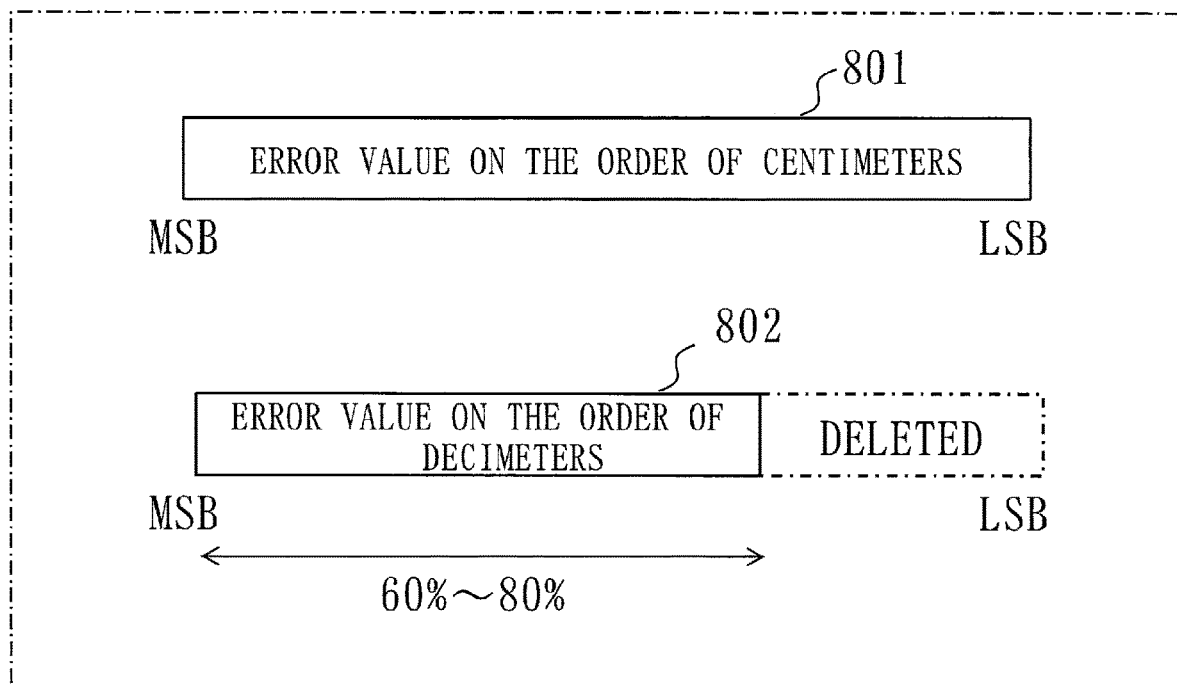 801
ERROR VALUE ON THE ORDER OF CENTIMETERS
MSB LSB
802
ERROR VALUE ON THE ORDER OF
DECIMETERS
DELETED
MSB LSB
60%~80%